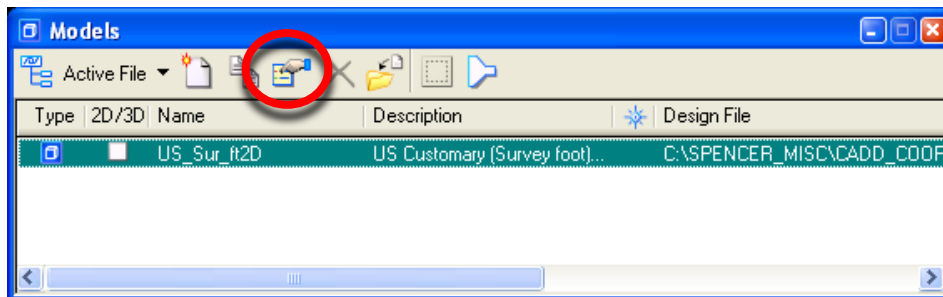 Models
Active File
Type 2D/3D Name Description Design File
US_Sur_ft2D US Customary (Survey foot)... C:\SPENCER_MISC\CADD_COOF